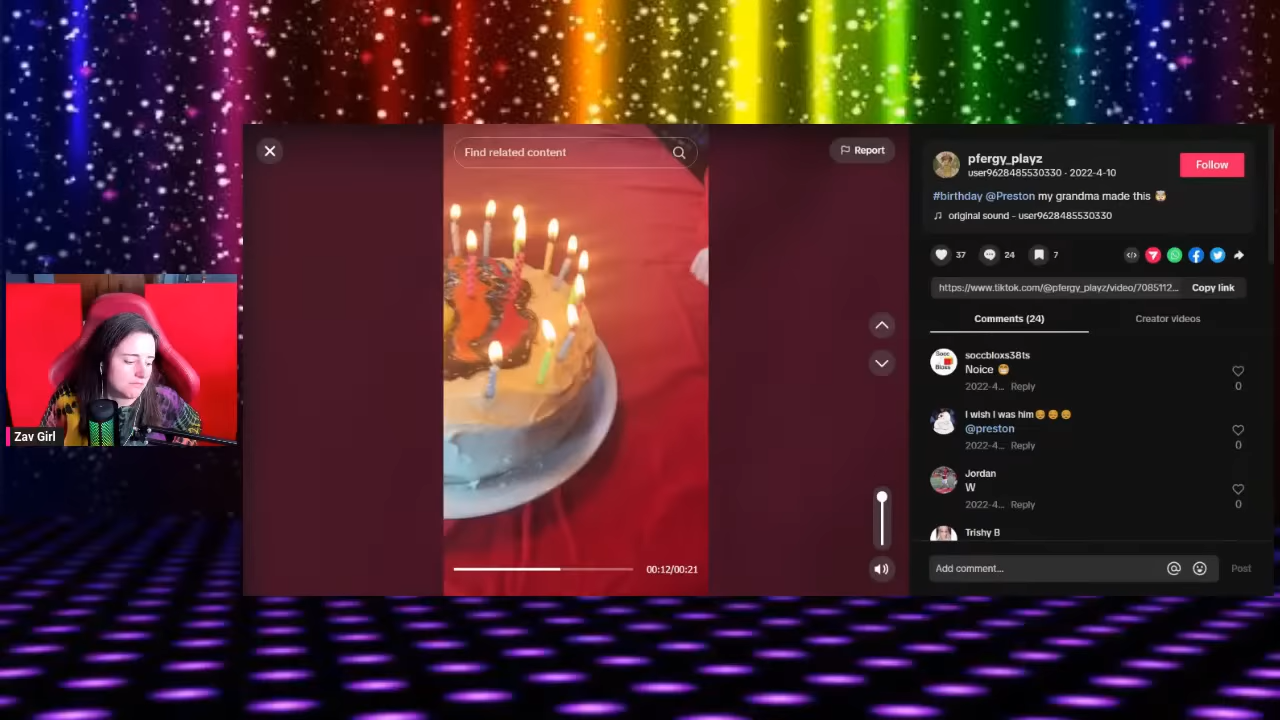 Find related content
Report
00:12/00:21
Zav Girl
pfergy_playz
user9628485530330 · 2022-4-10
Follow
#birthday @Preston my grandma made this 🤯
original sound - user9628485530330
37
24
7
https://www.tiktok.com/@pfergy_playz/video/7085112...
Copy link
Comments (24)
Creator videos
soccbloxs38ts
Noice
2022-4... Reply
0
I wish I was him
@preston
2022-4... Reply
0
Jordan
W
2022-4... Reply
0
Trishy B
Add comment...
Post